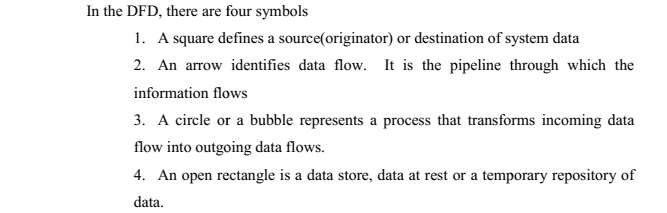 In the DFD, there are four symbols
1. A square defines a source(originator) or destination of system data
2. An arrow identifies data flow. It is the pipeline through which the
information flows
3. A circle or a bubble represents a process that transforms incoming data
flow into outgoing data flows.
4. An open rectangle is a data store, data at rest or a temporary repository of
data.